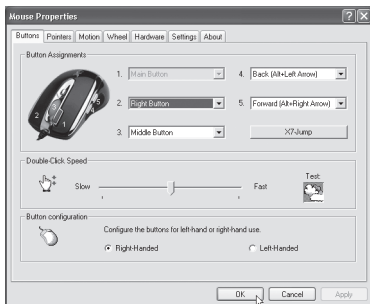 Mouse Properties
Buttons Pointers Motion Wheel Hardware Settings About
Button Assignments
1. Main Button
2. Right Button
3. Middle Button
4. Back (Alt+Left Arrow)
5. Forward (Alt+Right Arrow)
X7-Jump
2
1
5
Double-Click Speed
Slow
Fast
Test:
Button configuration
Configure the buttons for left-hand or right-hand use.
Right-Handed
Left-Handed
OK
Cancel
Apply